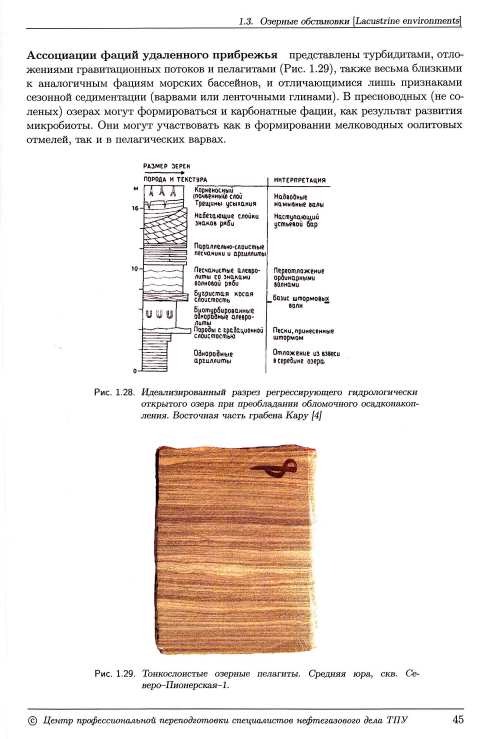 1.3. Озерные обстановки [Lacustrine environments]
Ассоциации фаций удаленного прибрежья представлены турбидитами, отло-
жениями гравитационных потоков и пелагитами (Рис. 1.29), также весьма близкими
к аналогичным фациям морских бассейнов, и отличающимися лишь признаками
сезонной седиментации (варвами или ленточными глинами). В пресноводных (не со-
леных) озерах могут формироваться и карбонатные фации, как результат развития
микробиоты. Они могут участвовать как в формировании мелководных оолитовых
отмелей, так и в пелагических варвах.
РАЗМЕР ЗЕРЕН
ПОРОДА И ТЕКСТУРА
ИНТЕРПРЕТАЦИЯ
м
Корненосный
почвенный слой
Трещины усыхания
Надводные
намывные валы
16
Набегающие слойки
знаков ряби
Наступающий
устьевой бар
Параллельно-слоистые
песчаники и аргиллиты
10
Песчанистые алевро-
литы со знаками
волновой ряби
Переотложение
ординарными
волнами
Бугристая косая
слоистость
базис штормовых
волн
Биотурбированные
однородные алевро-
литы
Породы с градационной
слоистостью
Пески, принесенные
штормом
Однородные
аргиллиты
Отложение из взвеси
в середине озера
0
Рис. 1.28. Идеализированный разрез регрессирующего гидрологически
открытого озера при преобладании обломочного осадконакоп-
ления. Восточная часть грабена Кару [4]
Рис. 1.29. Тонкослоистые озерные пелагиты. Средняя юра, скв. Се-
веро–Пионерская–1.
© Центр профессиональной переподготовки специалистов нефтегазового дела ТПУ 45